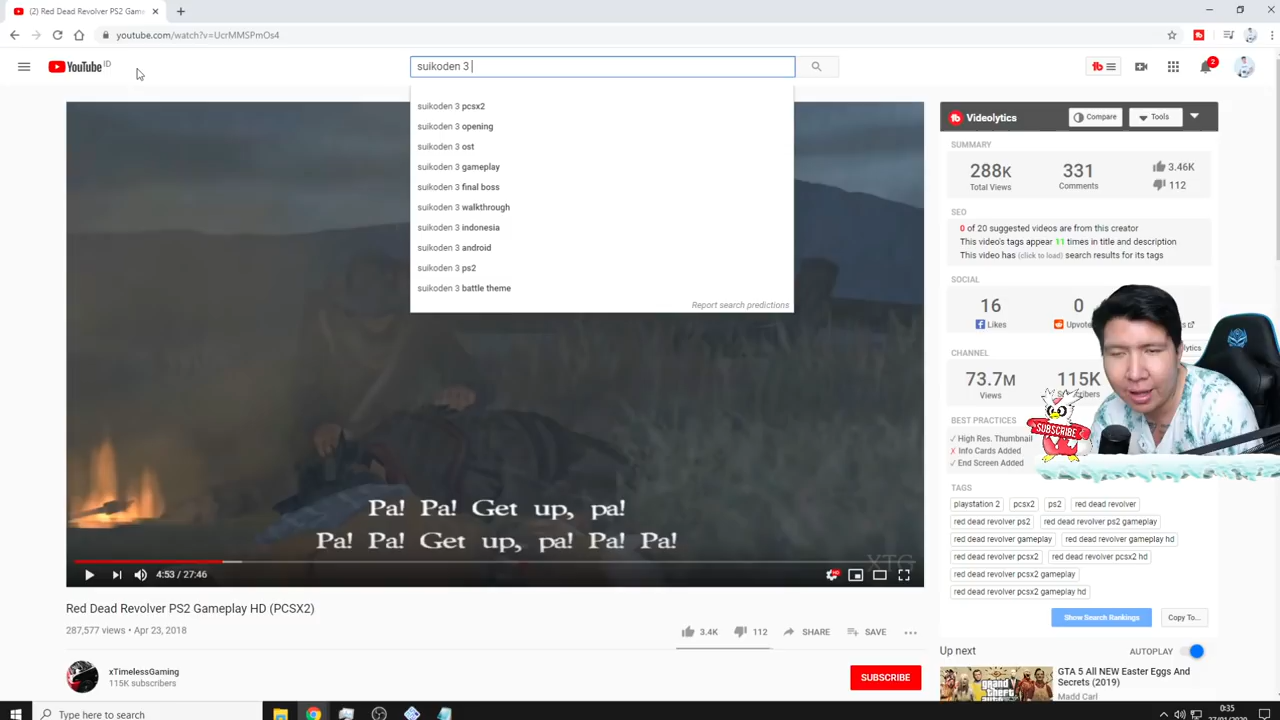 (2) Red Dead Revolver PS2 Gam
youtube.com/watch?v=UcrMMSPmOs4
YouTube ID
suikoden 3
2
suikoden 3 pcsx2
suikoden 3 opening
suikoden 3 ost
suikoden 3 gameplay
suikoden 3 final boss
suikoden 3 walkthrough
suikoden 3 indonesia
suikoden 3 android
suikoden 3 ps2
suikoden 3 battle theme
Report search predictions
Pa! Pa! Get up, pa!
Pa! Pa! Get up, pa! Pa! Pa!
XTG
4:53 / 27:46
Red Dead Revolver PS2 Gameplay HD (PCSX2)
287,577 views • Apr 23, 2018
3.4K
112
SHARE
SAVE
xTimelessGaming
115K subscribers
SUBSCRIBE
Videolytics
Compare
Tools
SUMMARY
288K
Total Views
331
Comments
3.46K
112
SEO
0 of 20 suggested videos are from this creator
This video's tags appear 11 times in title and description
This video has (click to load) search results for its tags
SOCIAL
16
Likes
0
CHANNEL
73.7M
Views
115K
SUBSCRIBE
BEST PRACTICES
✓ High Res. Thumbnail
X Info Cards Added
✓ End Screen Added
TAGS
playstation 2
pcsx2
ps2
red dead revolver
red dead revolver ps2
red dead revolver ps2 gameplay
red dead revolver gameplay
red dead revolver gameplay hd
red dead revolver pcsx2
red dead revolver pcsx2 hd
red dead revolver pcsx2 gameplay
red dead revolver pcsx2 gameplay hd
Show Search Rankings
Copy To...
Up next
AUTOPLAY
GTA 5 All NEW Easter Eggs And
Secrets (2019)
Madd Carl
Type here to search
0:35